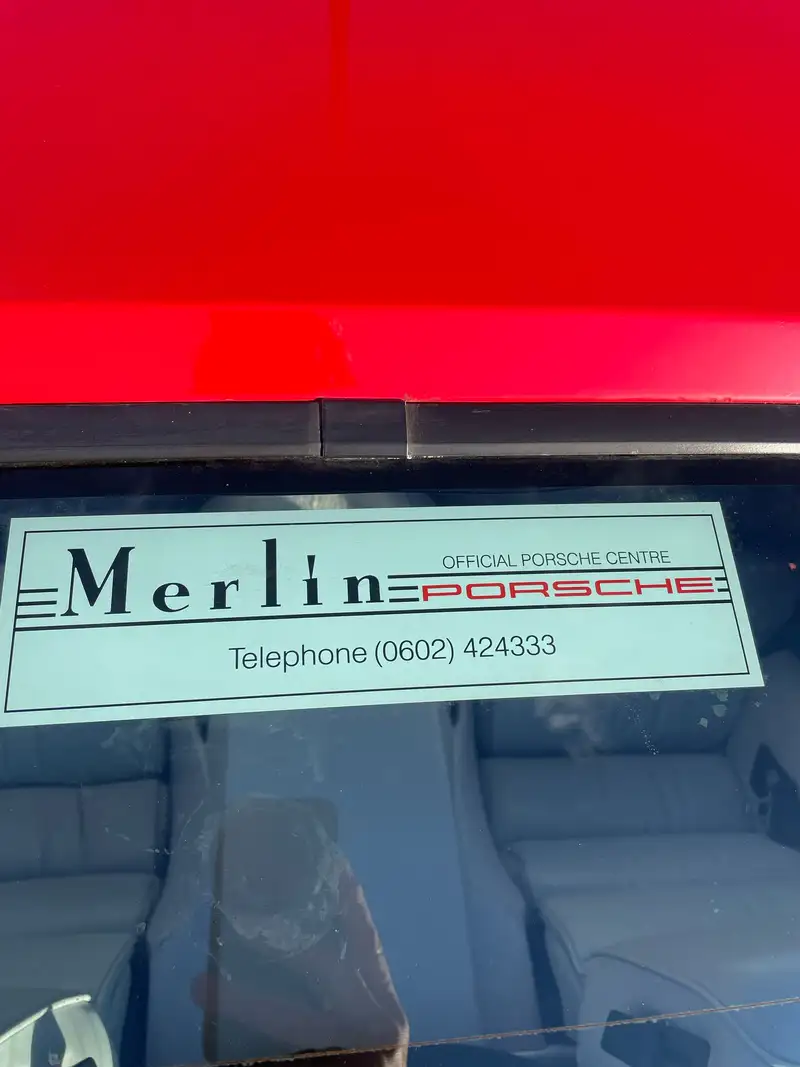 Merlin
OFFICIAL PORSCHE CENTRE
PORSCHE
Telephone (0602) 424333